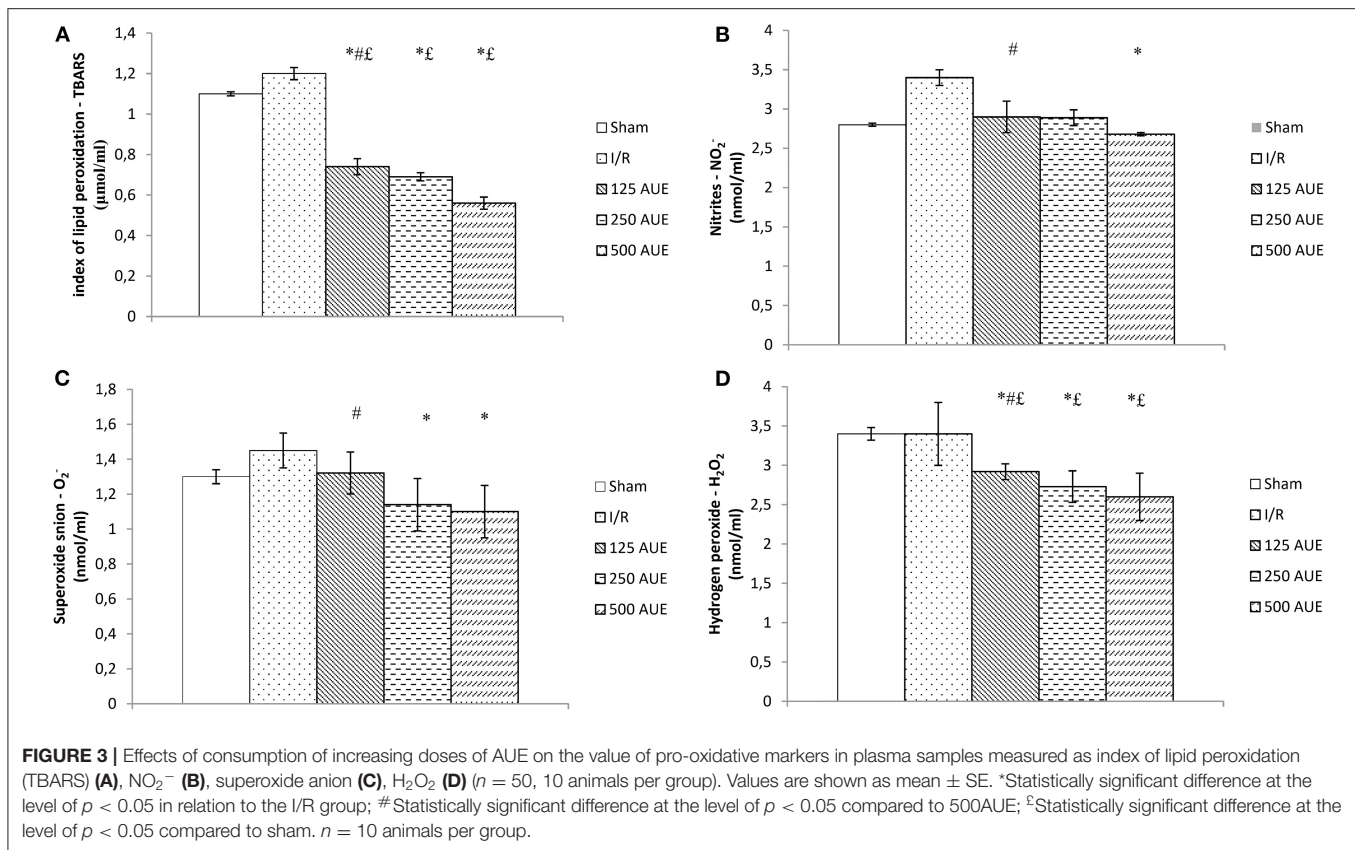 A
index of lipid peroxidation - TBARS
(μmol/ml)
1,4
1,2
1
0,8
0,6
0,4
0,2
0
*#£
*£
*£
Sham
I/R
125 AUE
250 AUE
500 AUE
B
Nitrites - NO₂⁻
(nmol/ml)
4
3,5
3
2,5
2
1,5
1
0,5
0
#
*
Sham
I/R
125 AUE
250 AUE
500 AUE
C
Superoxide snion - O₂⁻
(nmol/ml)
1,8
1,6
1,4
1,2
1
0,8
0,6
0,4
0,2
0
#
*
*
Sham
I/R
125 AUE
250 AUE
500 AUE
D
Hydrogen peroxide - H₂O₂
(nmol/ml)
4
3,5
3
2,5
2
1,5
1
0,5
0
*#£
*£
*£
Sham
I/R
125 AUE
250 AUE
500 AUE
FIGURE 3 | Effects of consumption of increasing doses of AUE on the value of pro-oxidative markers in plasma samples measured as index of lipid peroxidation
(TBARS) (A), NO₂⁻ (B), superoxide anion (C), H₂O₂ (D) (n = 50, 10 animals per group). Values are shown as mean ± SE. *Statistically significant difference at the
level of p < 0.05 in relation to the I/R group; #Statistically significant difference at the level of p < 0.05 compared to 500AUE; £Statistically significant difference at the
level of p < 0.05 compared to sham. n = 10 animals per group.